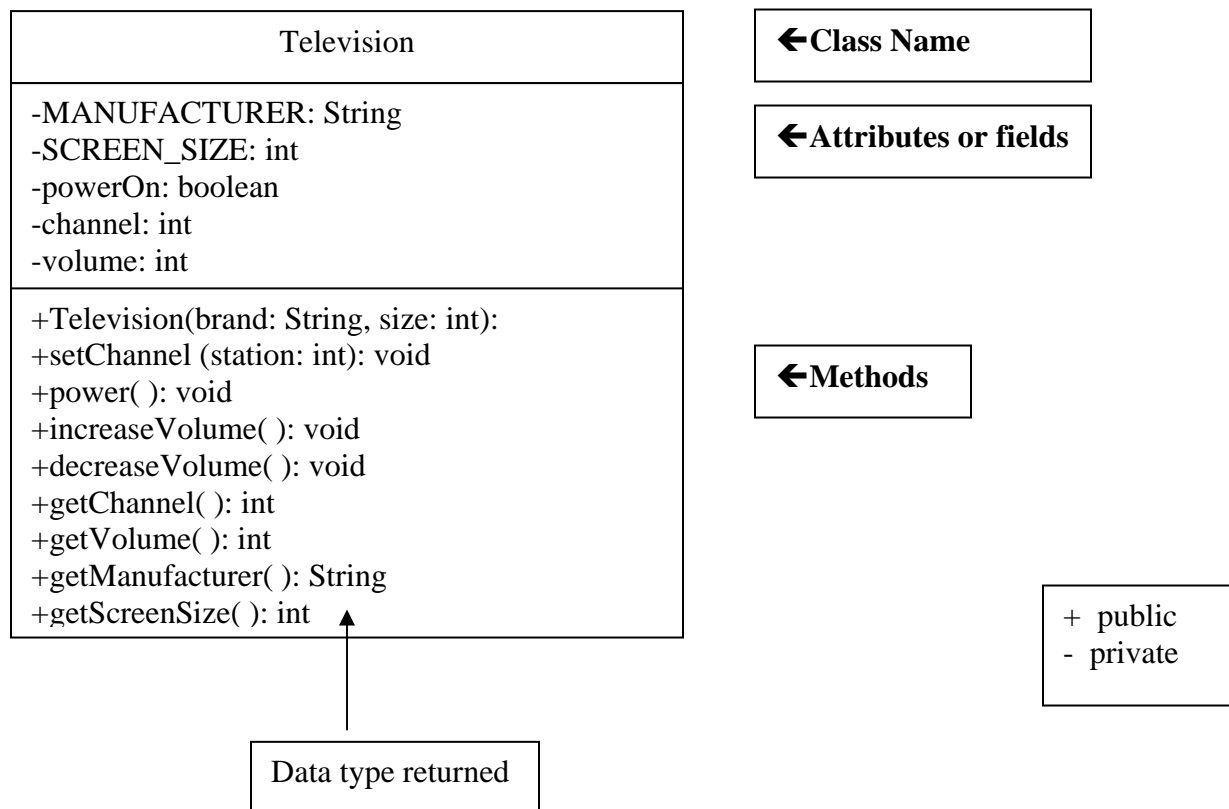 Television
-MANUFACTURER: String
-SCREEN_SIZE: int
-powerOn: boolean
-channel: int
-volume: int
+Television(brand: String, size: int):
+setChannel (station: int): void
+power( ): void
+increaseVolume( ): void
+decreaseVolume( ): void
+getChannel( ): int
+getVolume( ): int
+getManufacturer( ): String
+getScreenSize( ): int
Data type returned
←Class Name
←Attributes or fields
←Methods
+ public
- private